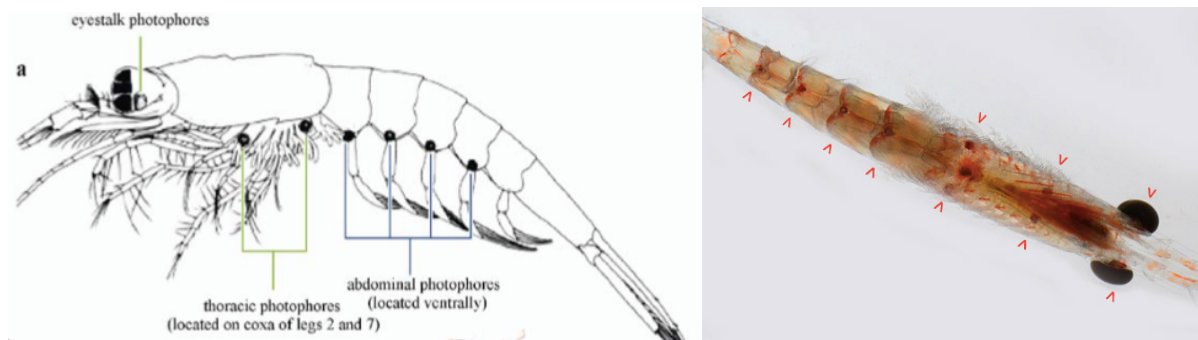 eyestalk photophores
a
thoracic photophores
(located on coxa of legs 2 and 7)
abdominal photophores
(located ventrally)